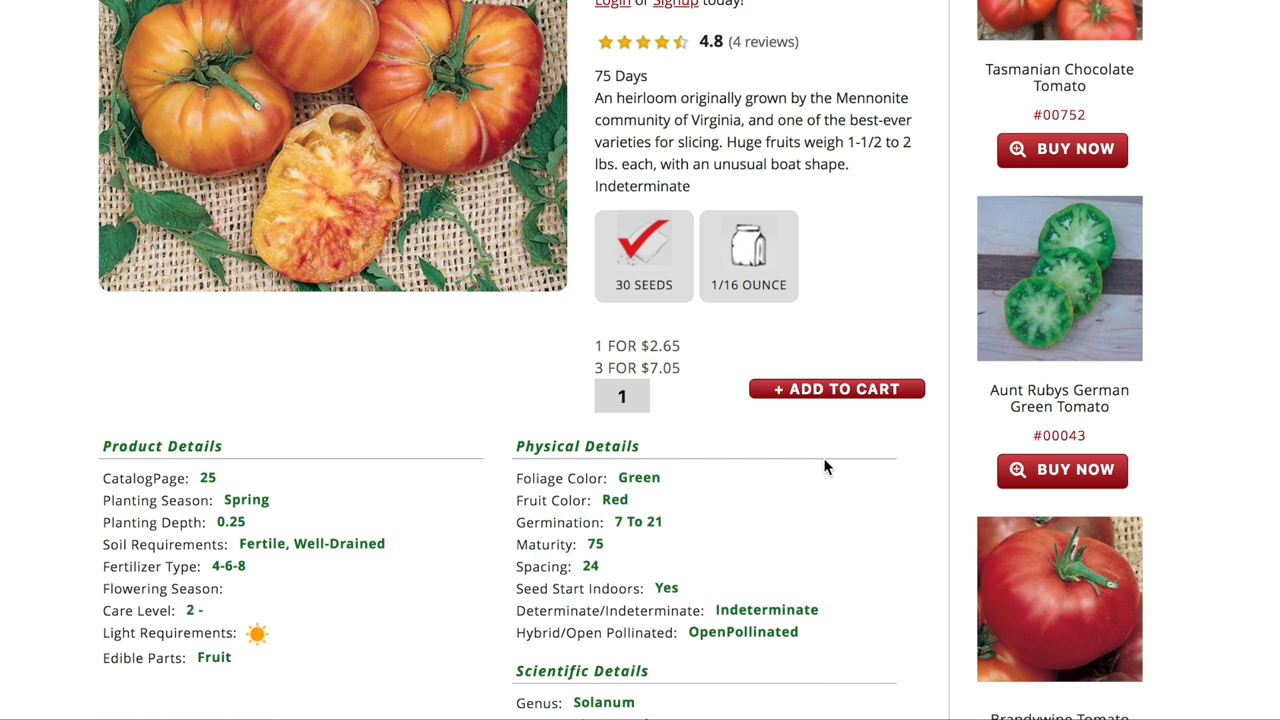 Login or Signup today!
4.8 (4 reviews)
75 Days
An heirloom originally grown by the Mennonite
community of Virginia, and one of the best-ever
varieties for slicing. Huge fruits weigh 1-1/2 to 2
lbs. each, with an unusual boat shape.
Indeterminate
30 SEEDS
1/16 OUNCE
1 FOR $2.65
3 FOR $7.05
1
+ ADD TO CART
Product Details
CatalogPage: 25
Planting Season: Spring
Planting Depth: 0.25
Soil Requirements: Fertile, Well-Drained
Fertilizer Type: 4-6-8
Flowering Season:
Care Level: 2 -
Light Requirements:
Edible Parts: Fruit
Physical Details
Foliage Color: Green
Fruit Color: Red
Germination: 7 To 21
Maturity: 75
Spacing: 24
Seed Start Indoors: Yes
Determinate/Indeterminate: Indeterminate
Hybrid/Open Pollinated: OpenPollinated
Scientific Details
Genus: Solanum
Tasmanian Chocolate
Tomato
#00752
BUY NOW
Aunt Rubys German
Green Tomato
#00043
BUY NOW
Brandywine Tomato